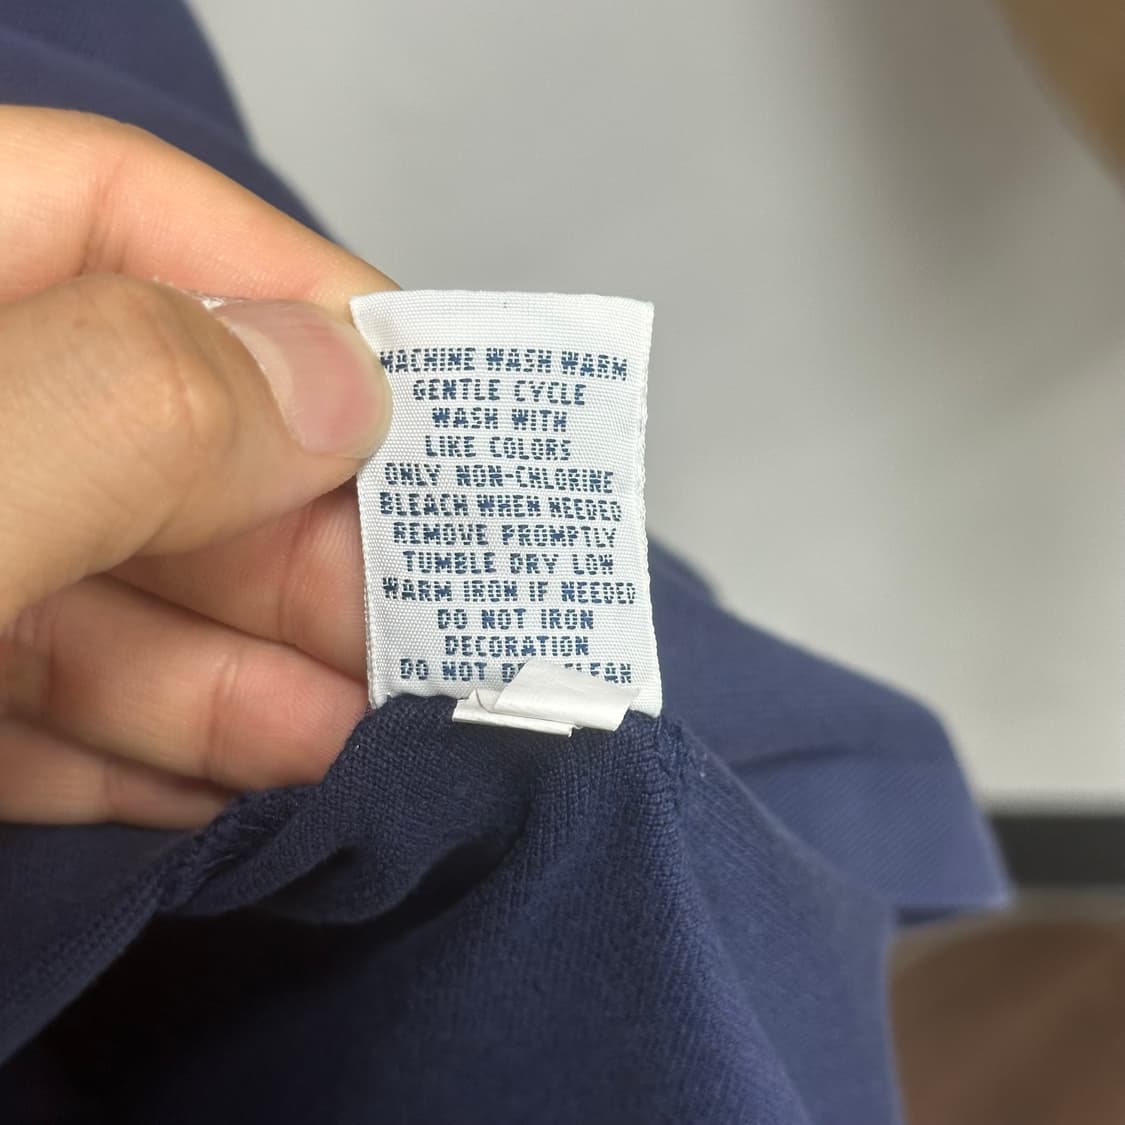 MACHINE WASH WARM
GENTLE CYCLE
WASH WITH
LIKE COLORS
ONLY NON-CHLORINE
BLEACH WHEN NEEDED
REMOVE PROMPTLY
TUMBLE DRY LOW
WARM IRON IF NEEDED
DO NOT IRON
DECORATION
DO NOT CLEAN